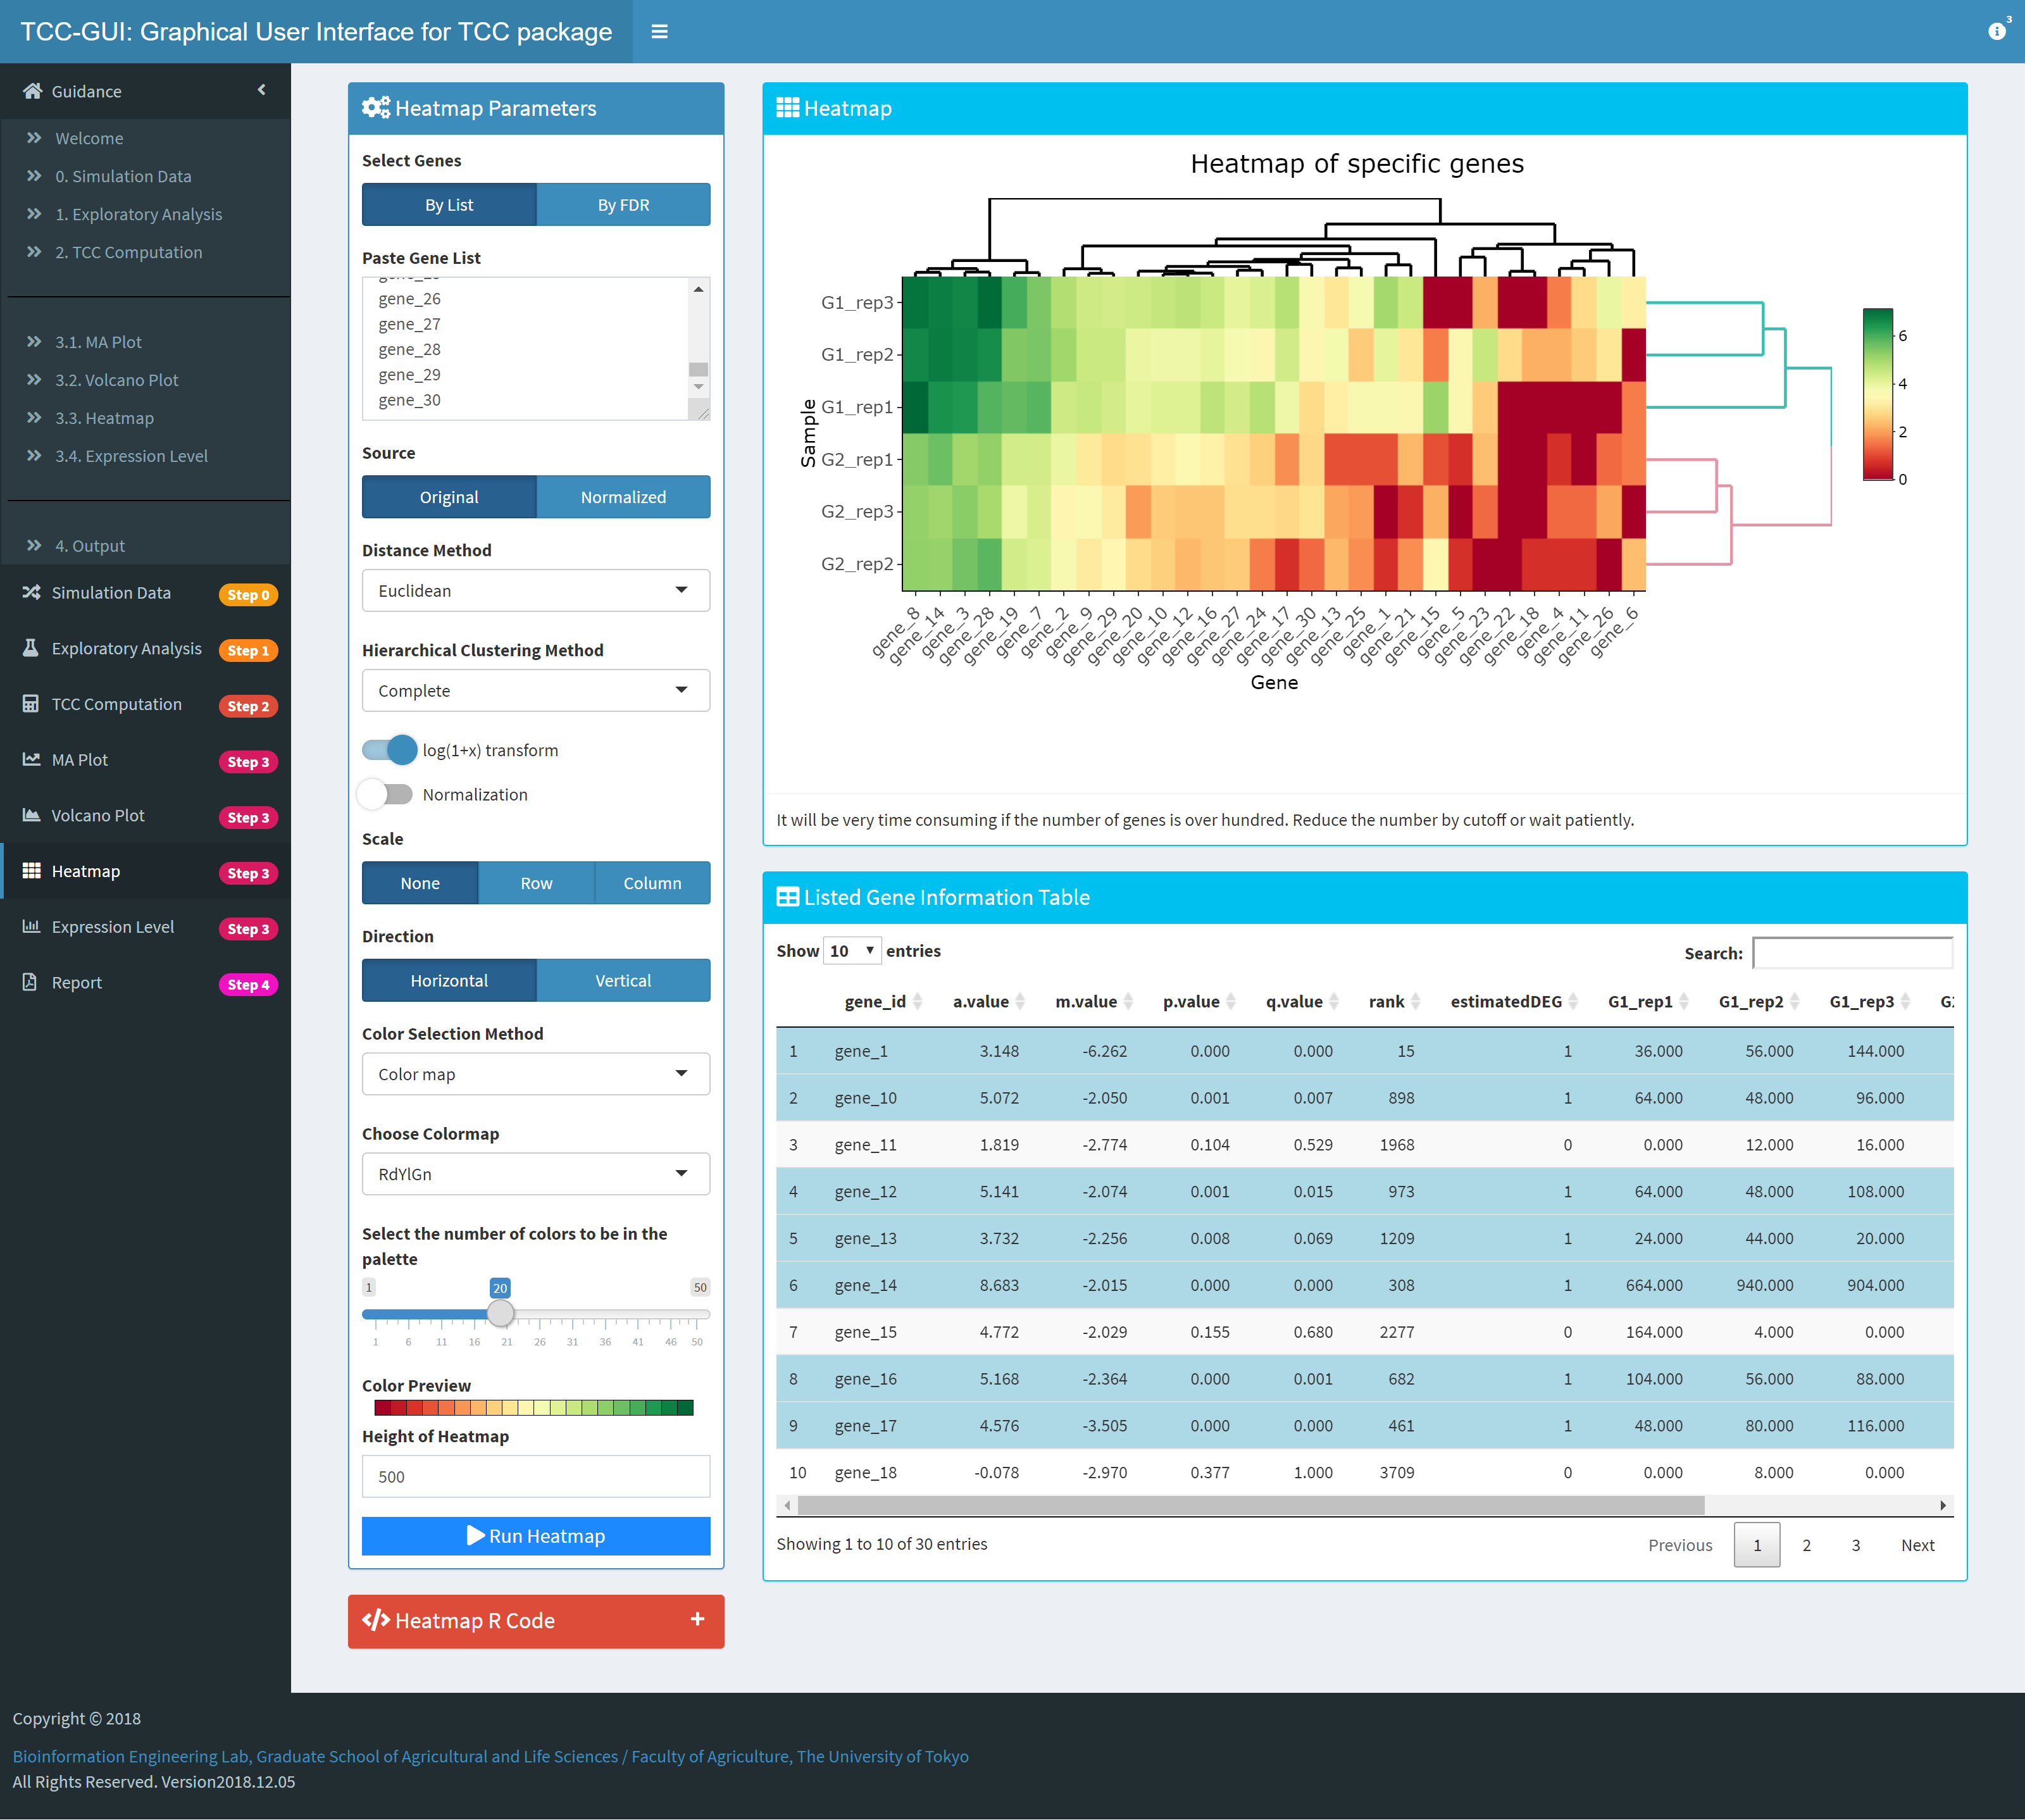 TCC-GUI: Graphical User Interface for TCC package
3
Guidance
Welcome
0. Simulation Data
1. Exploratory Analysis
2. TCC Computation
3.1. MA Plot
3.2. Volcano Plot
3.3. Heatmap
3.4. Expression Level
4. Output
Simulation Data Step 0
Exploratory Analysis Step 1
TCC Computation Step 2
MA Plot Step 3
Volcano Plot Step 3
Heatmap Step 3
Expression Level Step 3
Report Step 4
Heatmap Parameters
Select Genes
By List By FDR
Paste Gene List
gene_26
gene_27
gene_28
gene_29
gene_30
Source
Original Normalized
Distance Method
Euclidean
Hierarchical Clustering Method
Complete
log(1+x) transform
Normalization
Scale
None Row Column
Direction
Horizontal Vertical
Color Selection Method
Color map
Choose Colormap
RdYlGn
Select the number of colors to be in the
palette
1 20 50
1 6 11 16 21 26 31 36 41 46 50
Color Preview
Height of Heatmap
500
Run Heatmap
Heatmap R Code
Heatmap
Heatmap of specific genes
G1_rep3
G1_rep2
G1_rep1
G2_rep1
G2_rep3
G2_rep2
Sample
6
4
2
0
gene_8 gene_14 gene_3 gene_28 gene_19 gene_7 gene_2 gene_9 gene_29 gene_20 gene_10 gene_12 gene_16 gene_27 gene_24 gene_17 gene_30 gene_13 gene_25 gene_1 gene_21 gene_15 gene_5 gene_23 gene_22 gene_18 gene_4 gene_11 gene_26 gene_6
Gene
It will be very time consuming if the number of genes is over hundred. Reduce the number by cutoff or wait patiently.
Listed Gene Information Table
Show 10 entries Search:
gene_id a.value m.value p.value q.value rank estimatedDEG G1_rep1 G1_rep2 G1_rep3
1 gene_1 3.148 -6.262 0.000 0.000 15 1 36.000 56.000 144.000
2 gene_10 5.072 -2.050 0.001 0.007 898 1 64.000 48.000 96.000
3 gene_11 1.819 -2.774 0.104 0.529 1968 0 0.000 12.000 16.000
4 gene_12 5.141 -2.074 0.001 0.015 973 1 64.000 48.000 108.000
5 gene_13 3.732 -2.256 0.008 0.069 1209 1 24.000 44.000 20.000
6 gene_14 8.683 -2.015 0.000 0.000 308 1 664.000 940.000 904.000
7 gene_15 4.772 -2.029 0.155 0.680 2277 0 164.000 4.000 0.000
8 gene_16 5.168 -2.364 0.000 0.001 682 1 104.000 56.000 88.000
9 gene_17 4.576 -3.505 0.000 0.000 461 1 48.000 80.000 116.000
10 gene_18 -0.078 -2.970 0.377 1.000 3709 0 0.000 8.000 0.000
Showing 1 to 10 of 30 entries
Previous 1 2 3 Next
Copyright © 2018
Bioinformation Engineering Lab, Graduate School of Agricultural and Life Sciences / Faculty of Agriculture, The University of Tokyo
All Rights Reserved. Version2018.12.05